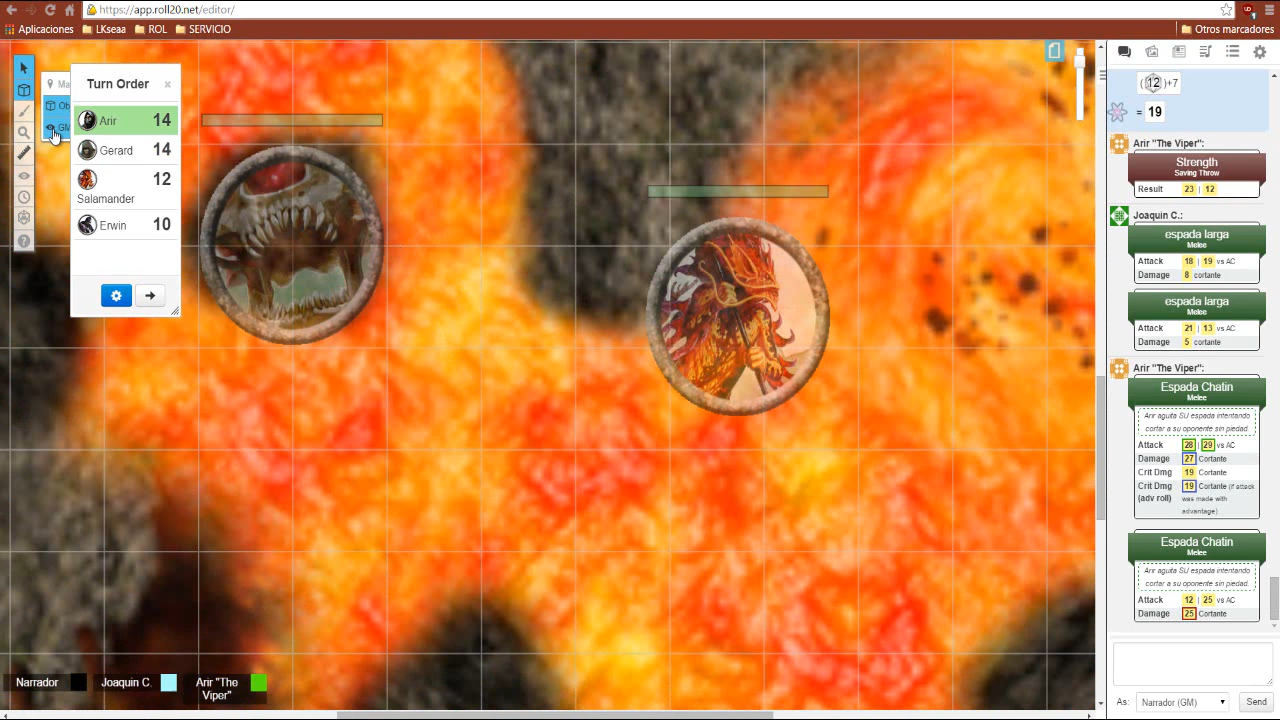 https://app.roll20.net/editor/
Aplicaciones LKseaa ROL SERVICIO Otros marcadores
Ma
Ob
GM
Turn Order ×
Arir 14
Gerard 14
12
Salamander
Erwin 10
(12)+7
= 19
Arir "The Viper":
Strength
Saving Throw
Result 23 | 12
Joaquin C.:
espada larga
Melee
Attack 18 | 19 vs AC
Damage 8 cortante
espada larga
Melee
Attack 21 | 13 vs AC
Damage 5 cortante
Arir "The Viper":
Espada Chatin
Melee
Arir aguita SU espada intentando
cortar a su oponente sin piedad.
Attack 28 | 29 vs AC
Damage 27 Cortante
Crit Dmg 19 Cortante
Crit Dmg 19 Cortante (if attack
(adv roll) was made with
advantage)
Espada Chatin
Melee
Arir aguita SU espada intentando
cortar a su oponente sin piedad.
Attack 12 | 25 vs AC
Damage 25 Cortante
Narrador Joaquin C. Arir "The
Viper"
As: Narrador (GM) Send